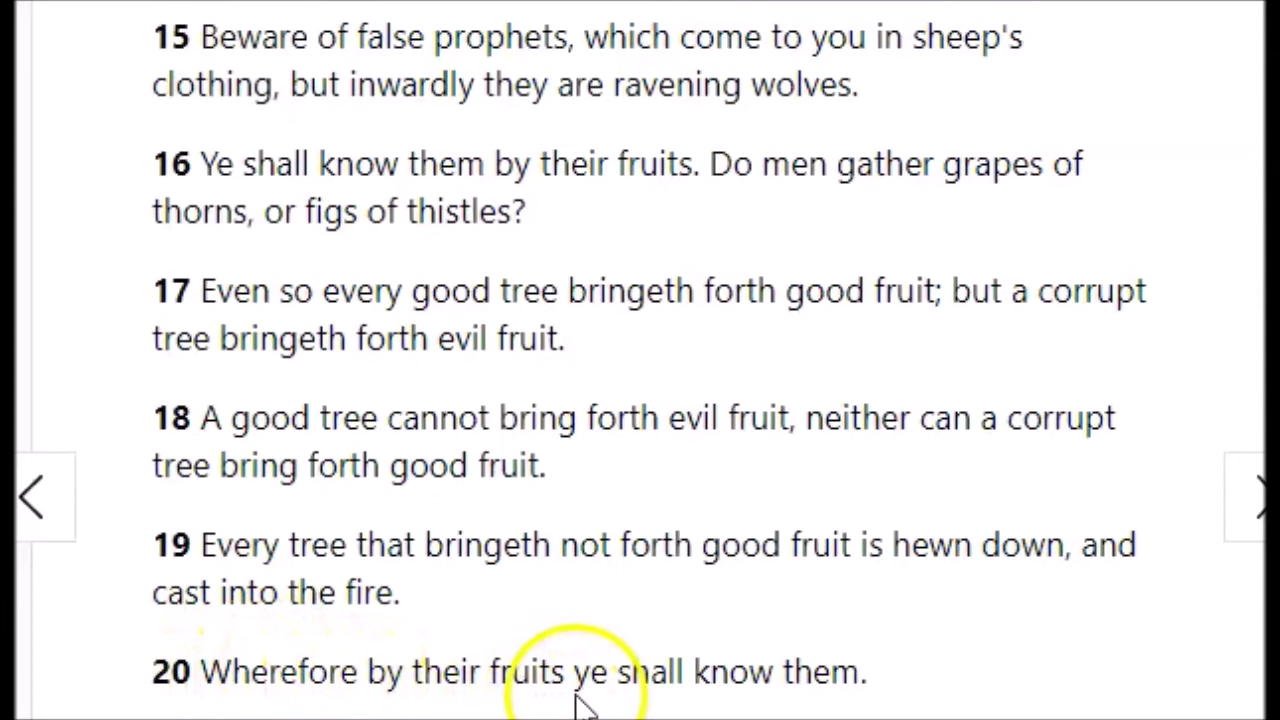 15 Beware of false prophets, which come to you in sheep's
clothing, but inwardly they are ravening wolves.
16 Ye shall know them by their fruits. Do men gather grapes of
thorns, or figs of thistles?
17 Even so every good tree bringeth forth good fruit; but a corrupt
tree bringeth forth evil fruit.
18 A good tree cannot bring forth evil fruit, neither can a corrupt
tree bring forth good fruit.
19 Every tree that bringeth not forth good fruit is hewn down, and
cast into the fire.
20 Wherefore by their fruits ye shall know them.